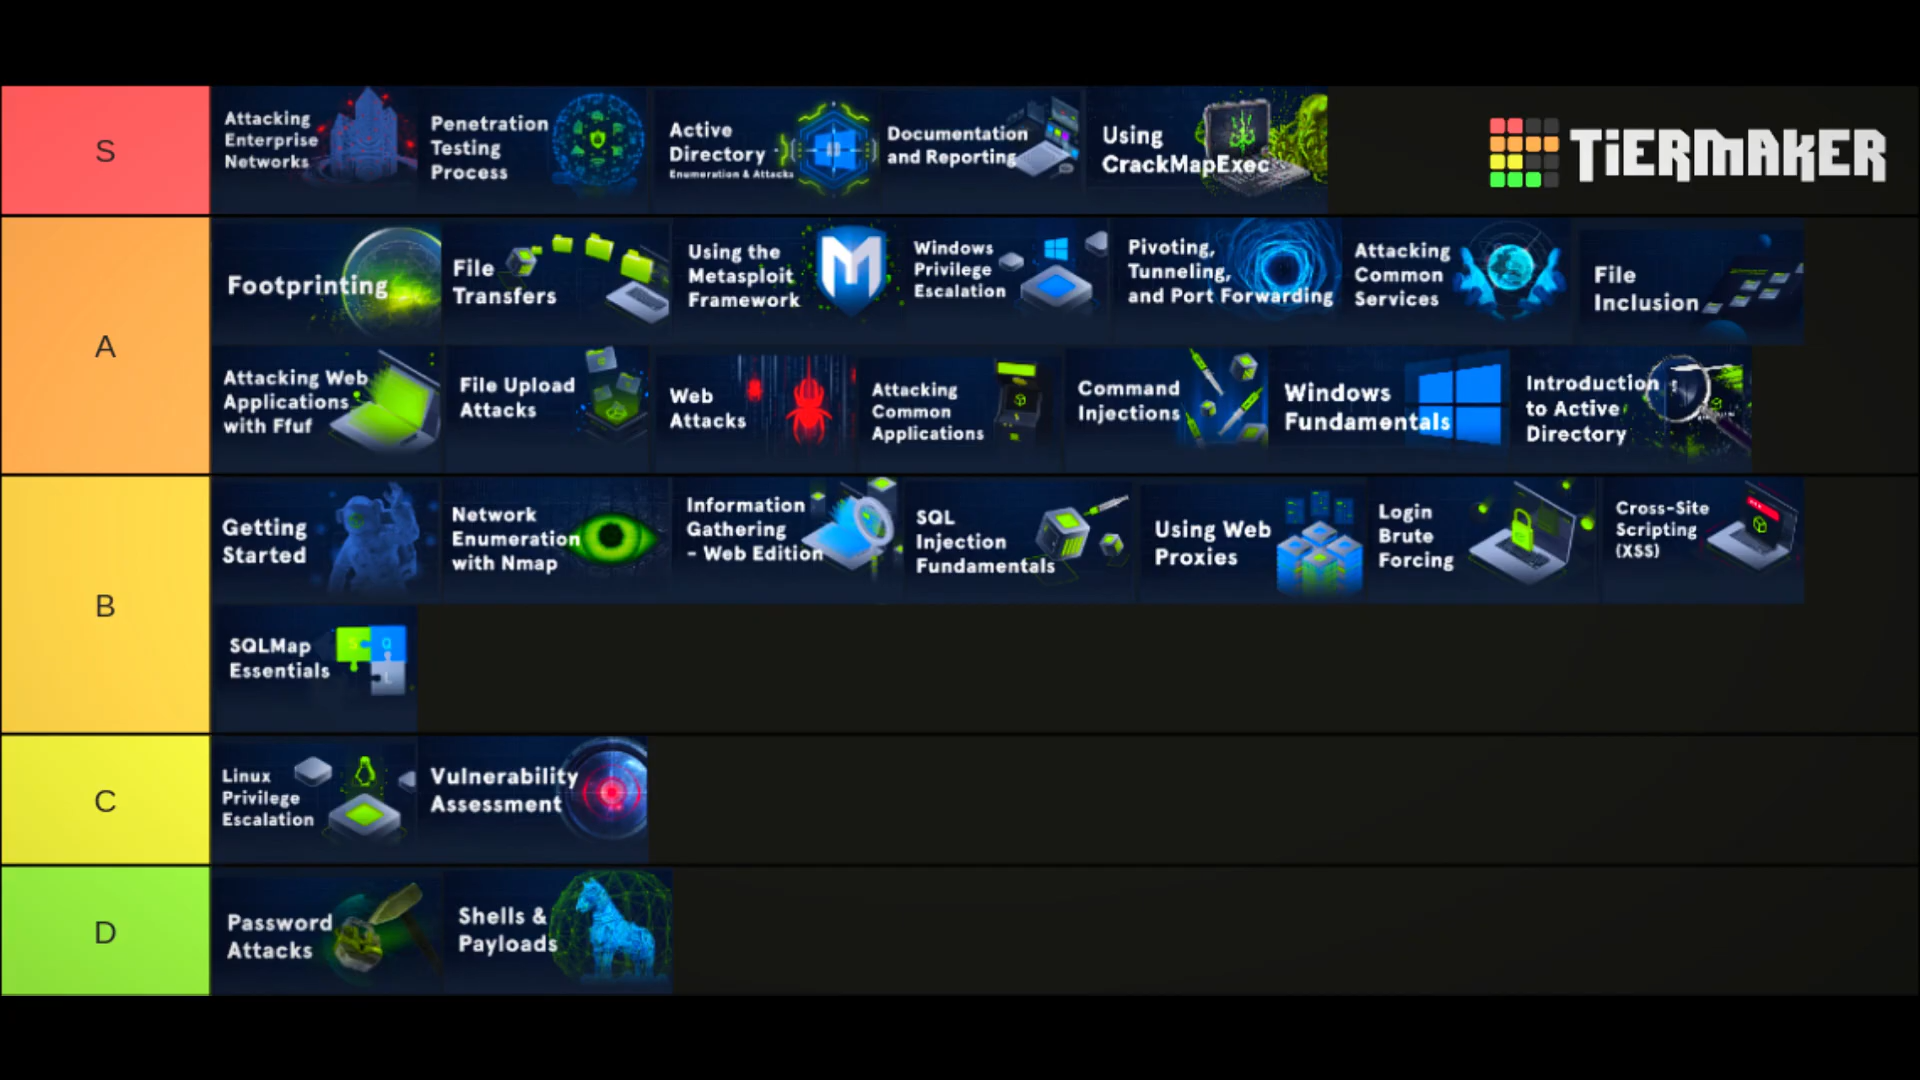 S
Attacking
Enterprise
Networks
Penetration
Testing
Process
Active
Directory
Enumeration & Attacks
Documentation
and Reporting
Using
CrackMapExec
TiERMAKER
A
Footprinting
File
Transfers
Using the
Metasploit
Framework
Windows
Privilege
Escalation
Pivoting,
Tunneling,
and Port Forwarding
Attacking
Common
Services
File
Inclusion
Attacking Web
Applications
with Ffuf
File Upload
Attacks
Web
Attacks
Attacking
Common
Applications
Command
Injections
Windows
Fundamentals
Introduction
to Active
Directory
B
Getting
Started
Network
Enumeration
with Nmap
Information
Gathering
- Web Edition
SQL
Injection
Fundamentals
Using Web
Proxies
Login
Brute
Forcing
Cross-Site
Scripting
(XSS)
SQLMap
Essentials
S Q
L
C
Linux
Privilege
Escalation
Vulnerability
Assessment
D
Password
Attacks
Shells &
Payloads